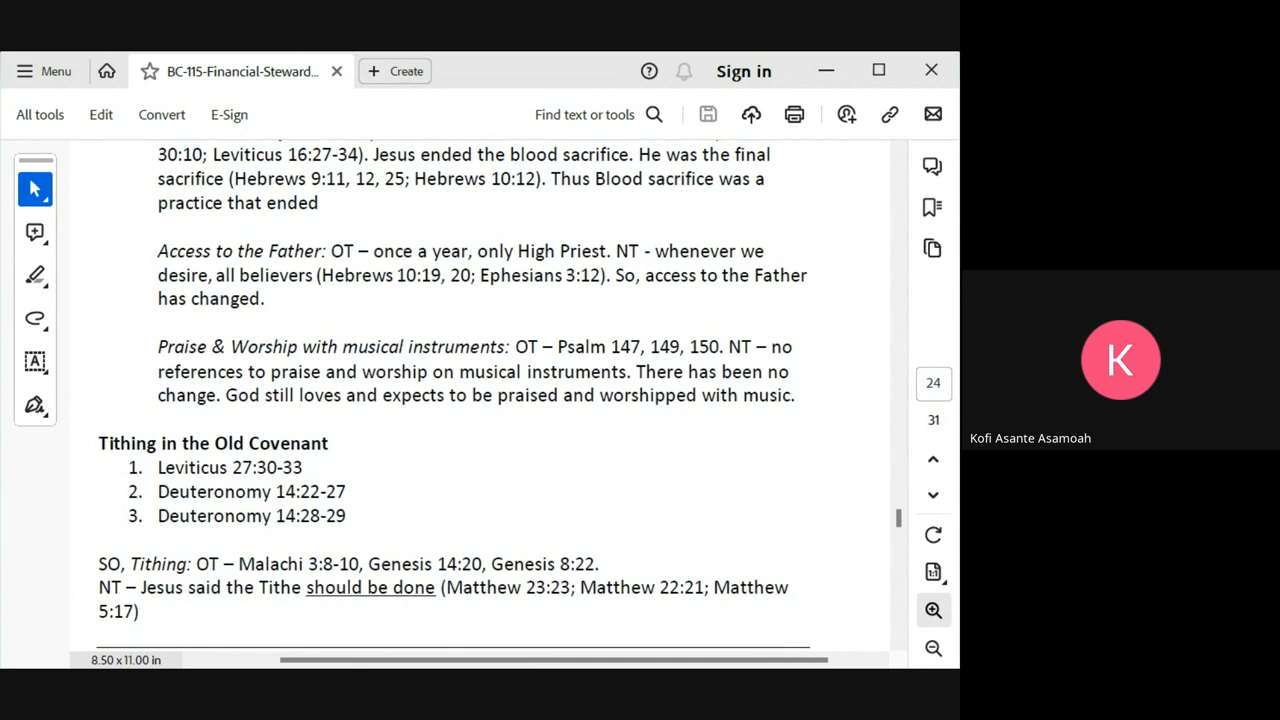 Menu
BC-115-Financial-Steward...
Create
Sign in
All tools
Edit
Convert
E-Sign
Find text or tools
30:10; Leviticus 16:27-34). Jesus ended the blood sacrifice. He was the final
sacrifice (Hebrews 9:11, 12, 25; Hebrews 10:12). Thus Blood sacrifice was a
practice that ended
Access to the Father: OT – once a year, only High Priest. NT - whenever we
desire, all believers (Hebrews 10:19, 20; Ephesians 3:12). So, access to the Father
has changed.
Praise & Worship with musical instruments: OT – Psalm 147, 149, 150. NT – no
references to praise and worship on musical instruments. There has been no
change. God still loves and expects to be praised and worshipped with music.
Tithing in the Old Covenant
1. Leviticus 27:30-33
2. Deuteronomy 14:22-27
3. Deuteronomy 14:28-29
SO, Tithing: OT – Malachi 3:8-10, Genesis 14:20, Genesis 8:22.
NT – Jesus said the Tithe should be done (Matthew 23:23; Matthew 22:21; Matthew
5:17)
8.50 x 11.00 in
24
31
1:1
K
Kofi Asante Asamoah